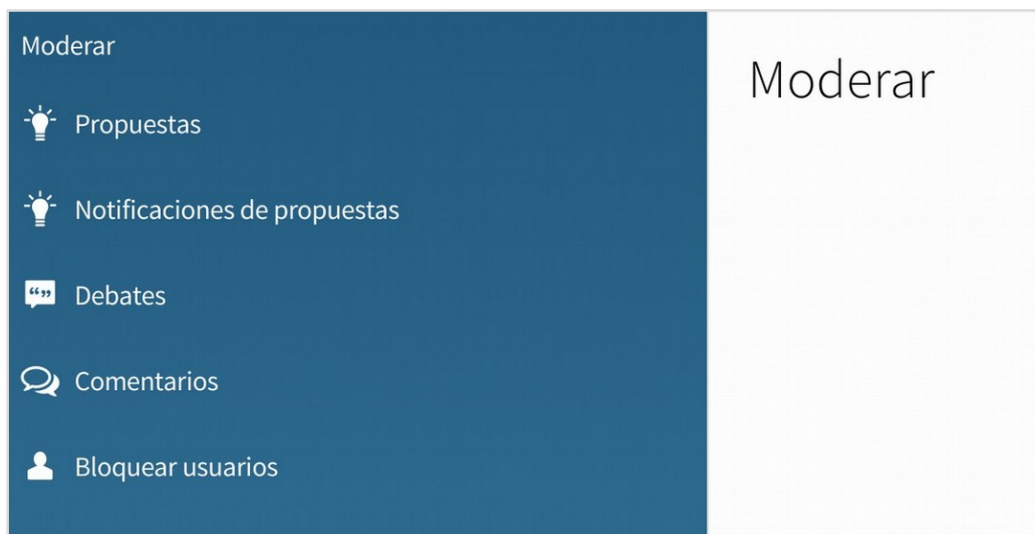 Moderar
Propuestas
Notificaciones de propuestas
Debates
Comentarios
Bloquear usuarios
Moderar